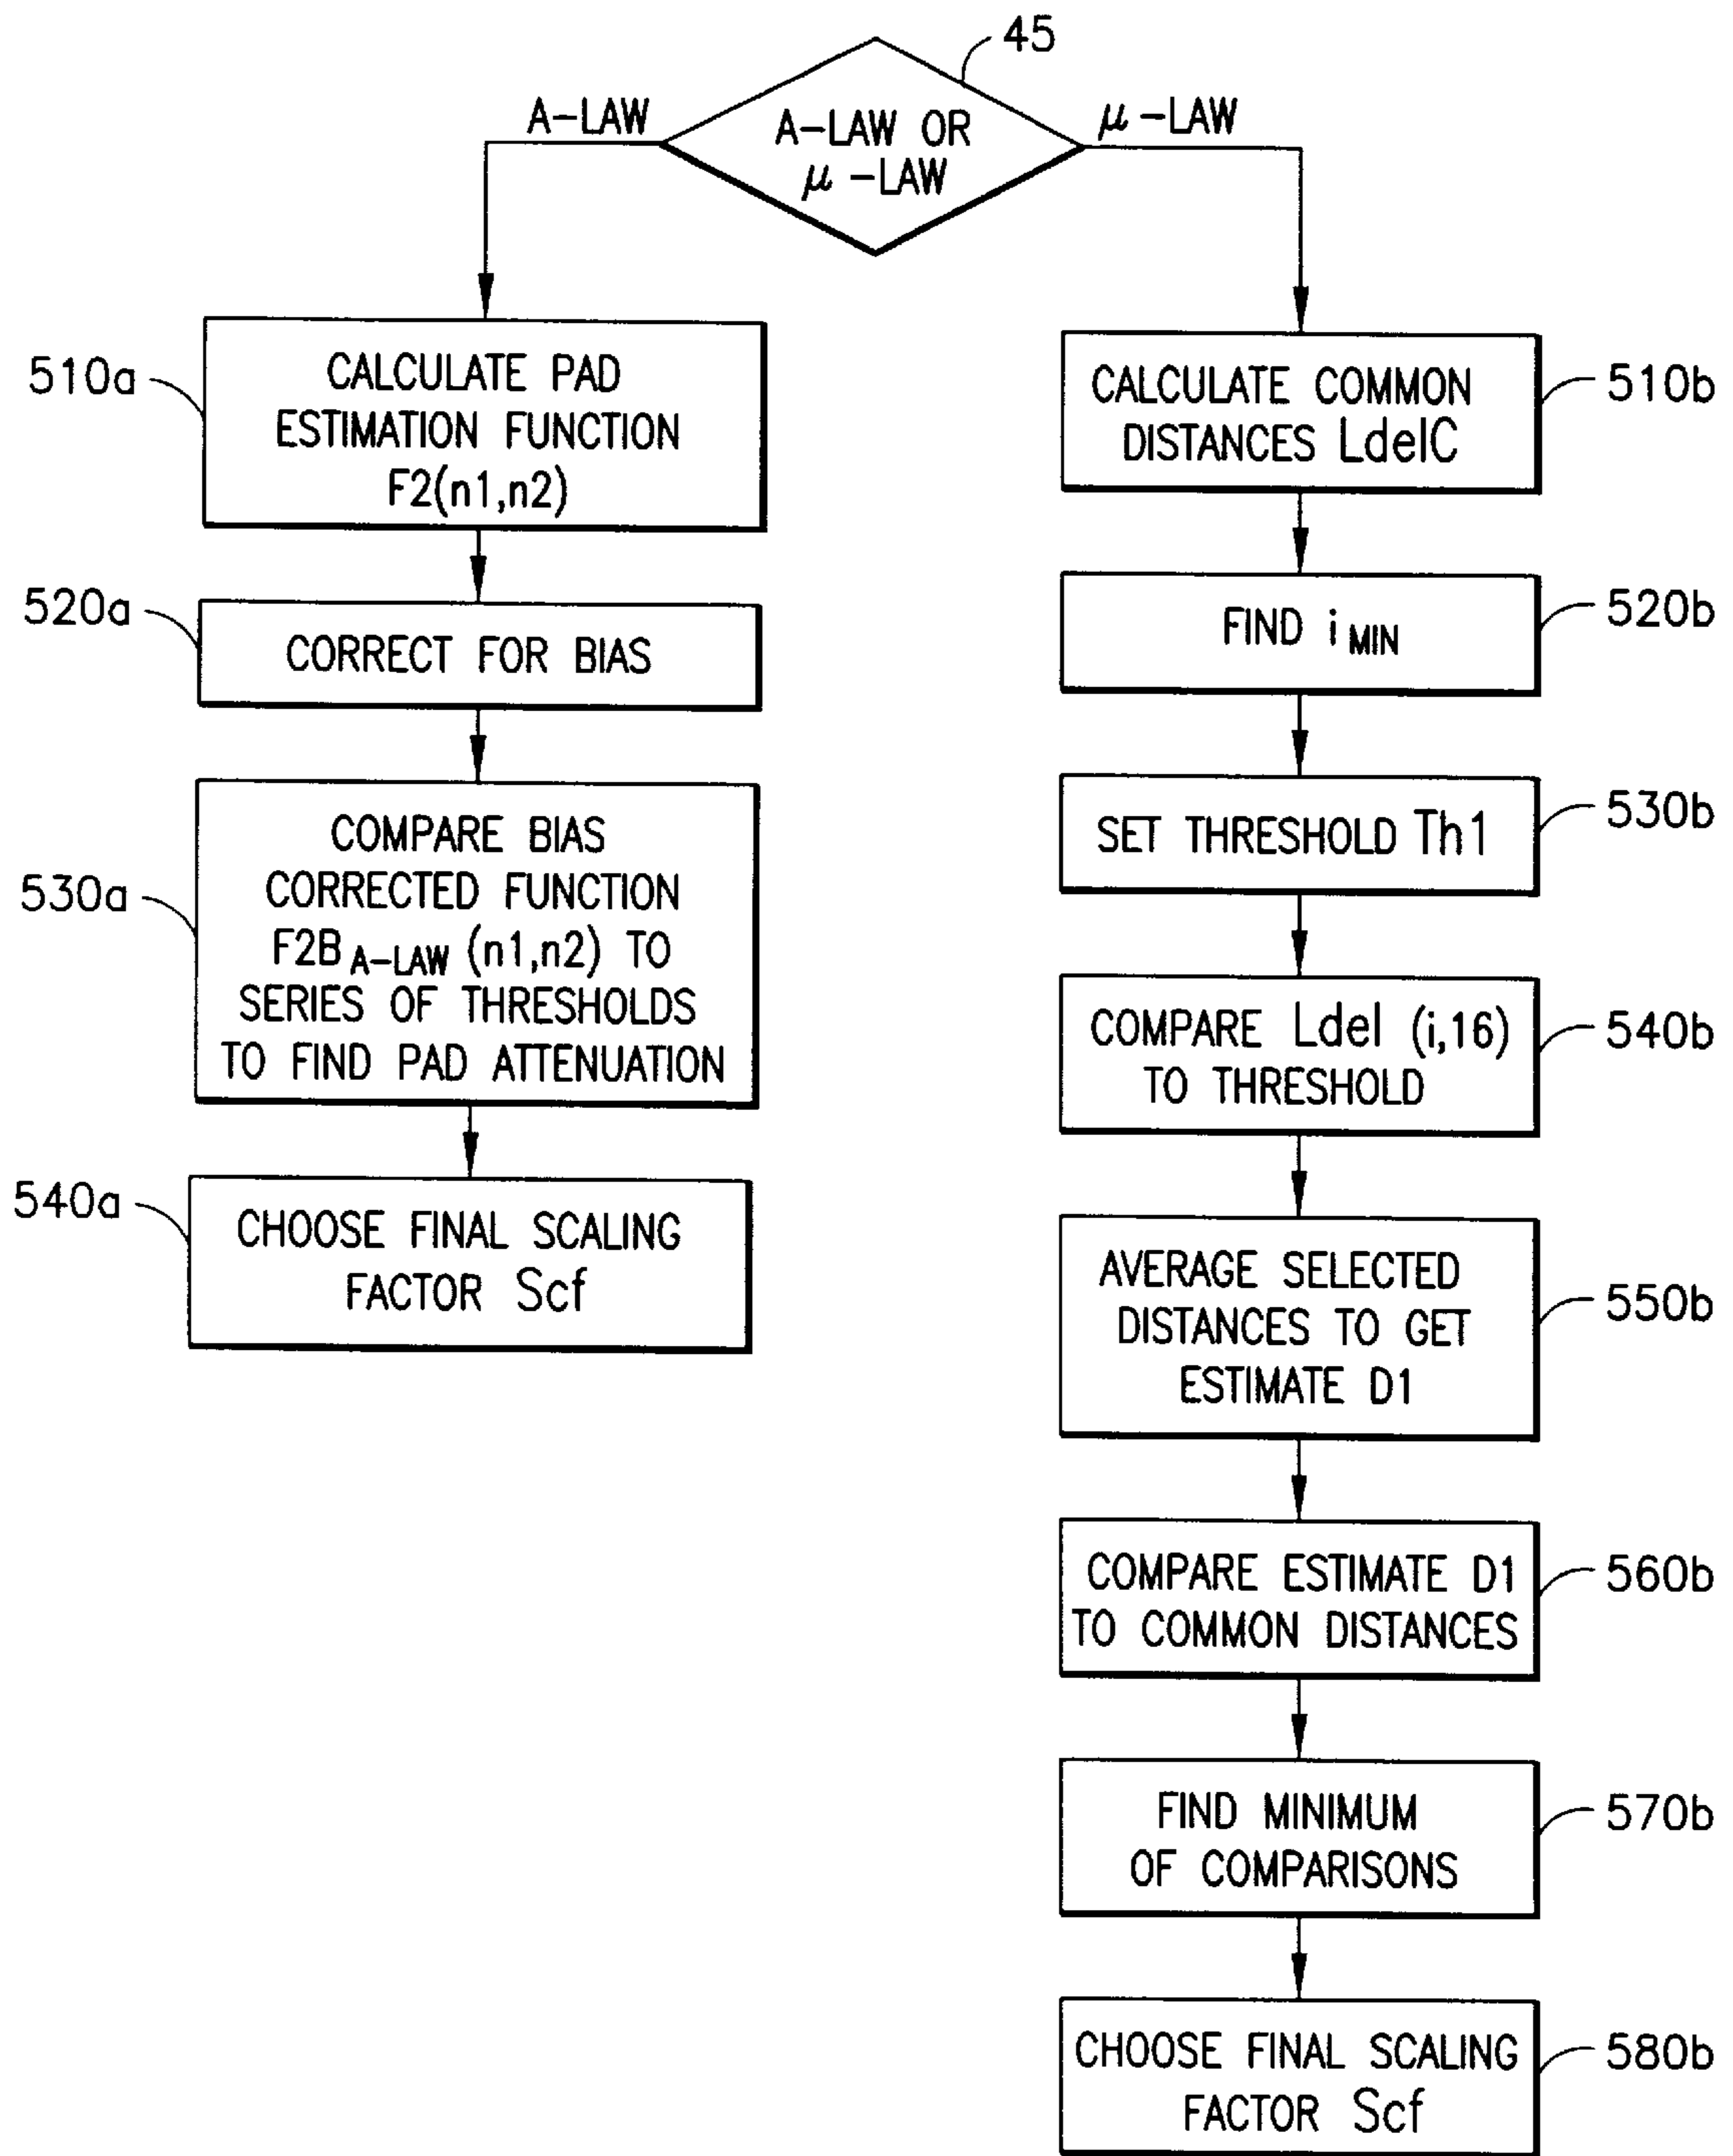 45
A-LAW
A-LAW OR
μ-LAW
μ-LAW
510a
CALCULATE PAD
ESTIMATION FUNCTION
F2(n1,n2)
520a
CORRECT FOR BIAS
530a
COMPARE BIAS
CORRECTED FUNCTION
F2B A-LAW (n1,n2) TO
SERIES OF THRESHOLDS
TO FIND PAD ATTENUATION
540a
CHOOSE FINAL SCALING
FACTOR Scf
CALCULATE COMMON
DISTANCES LdelC
510b
FIND i MIN
520b
SET THRESHOLD Th1
530b
COMPARE Ldel (i,16)
TO THRESHOLD
540b
AVERAGE SELECTED
DISTANCES TO GET
ESTIMATE D1
550b
COMPARE ESTIMATE D1
TO COMMON DISTANCES
560b
FIND MINIMUM
OF COMPARISONS
570b
CHOOSE FINAL SCALING
FACTOR Scf
580b